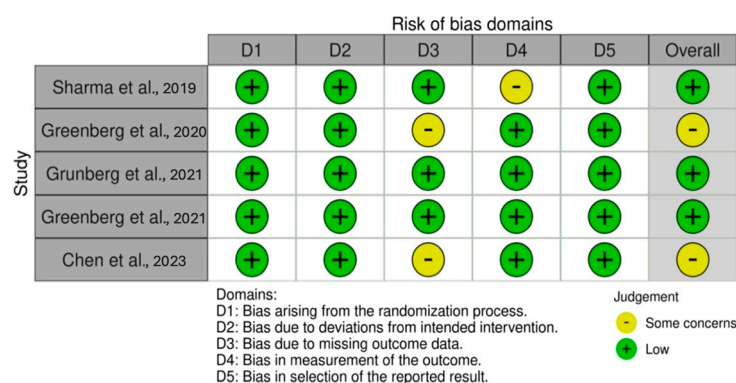 Risk of bias domains
D1 D2 D3 D4 D5 Overall
Study
Sharma et al., 2019 + + + - + +
Greenberg et al., 2020 + + - + + -
Grunberg et al., 2021 + + + + + +
Greenberg et al., 2021 + + + + + +
Chen et al., 2023 + + - + + -
Domains:
D1: Bias arising from the randomization process.
D2: Bias due to deviations from intended intervention.
D3: Bias due to missing outcome data.
D4: Bias in measurement of the outcome.
D5: Bias in selection of the reported result.
Judgement
- Some concerns
+ Low